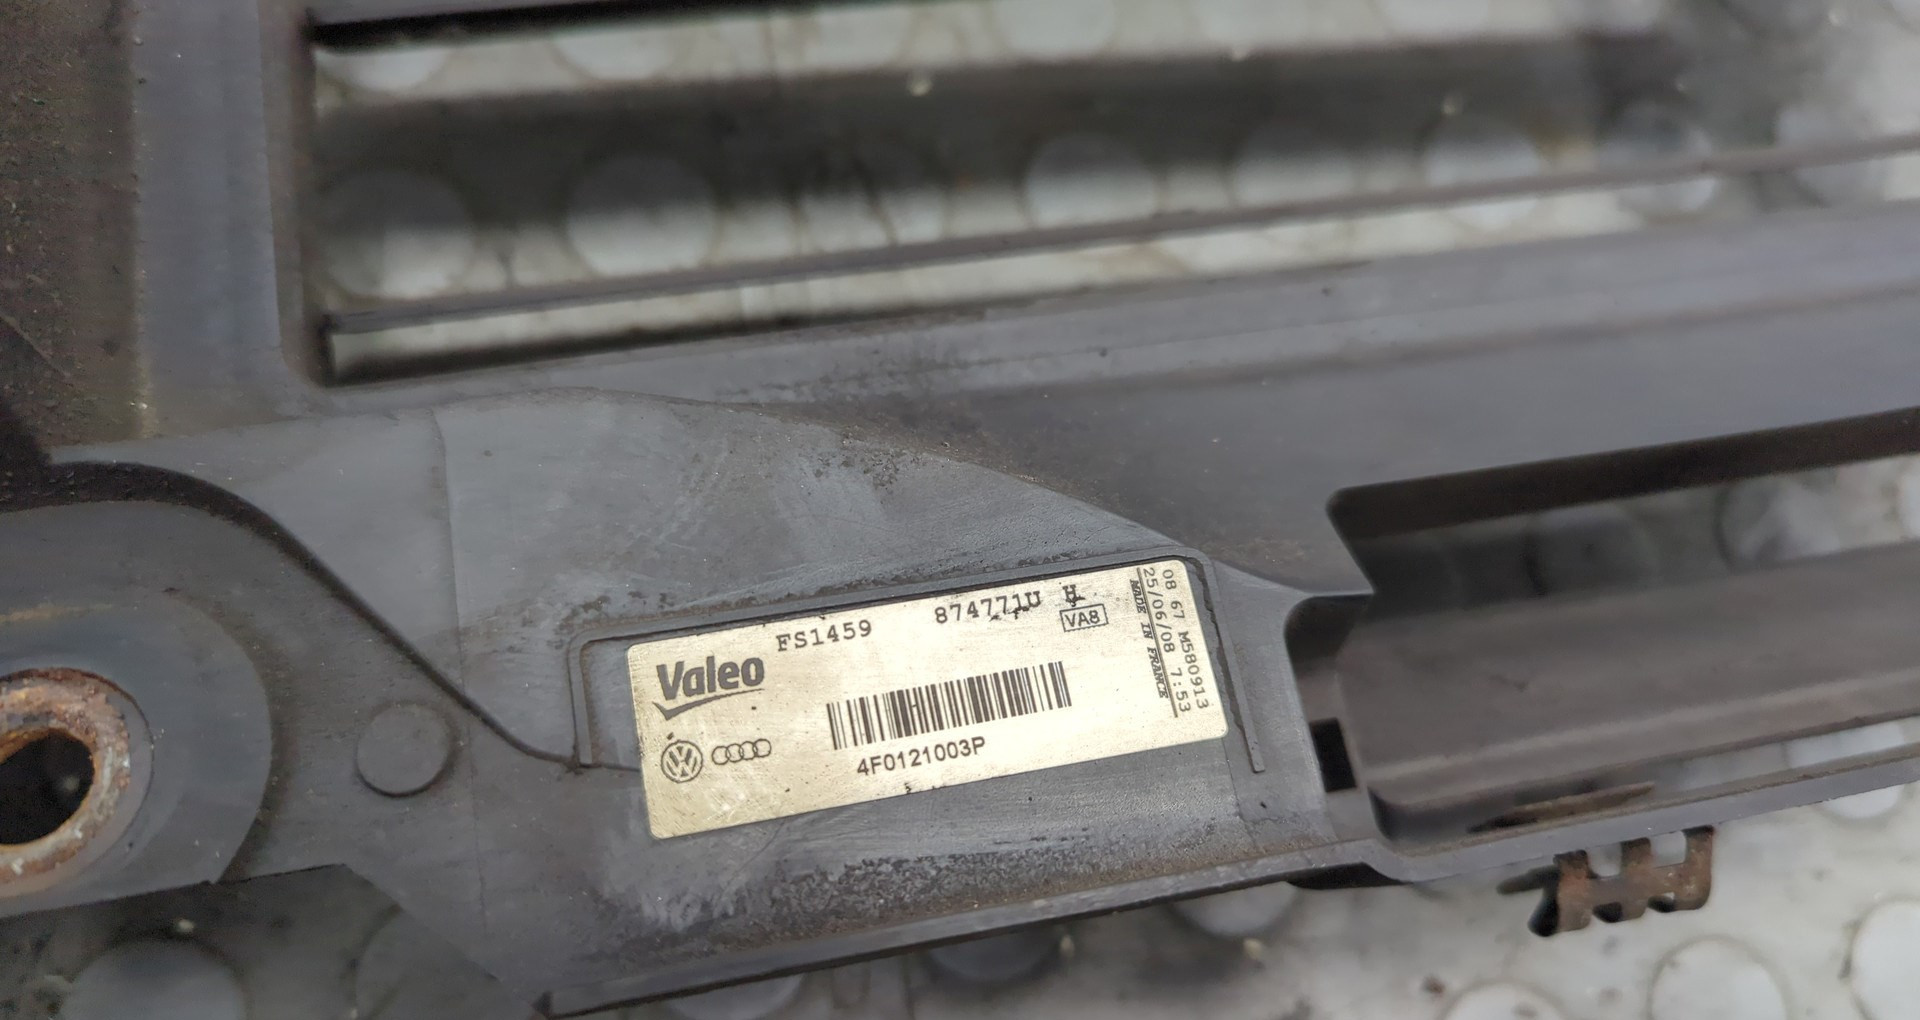 FS1459 874771U H
VA8
Valeo
4F0121003P
08 67 M580913
25/06/08 7:53
MADE IN FRANCE